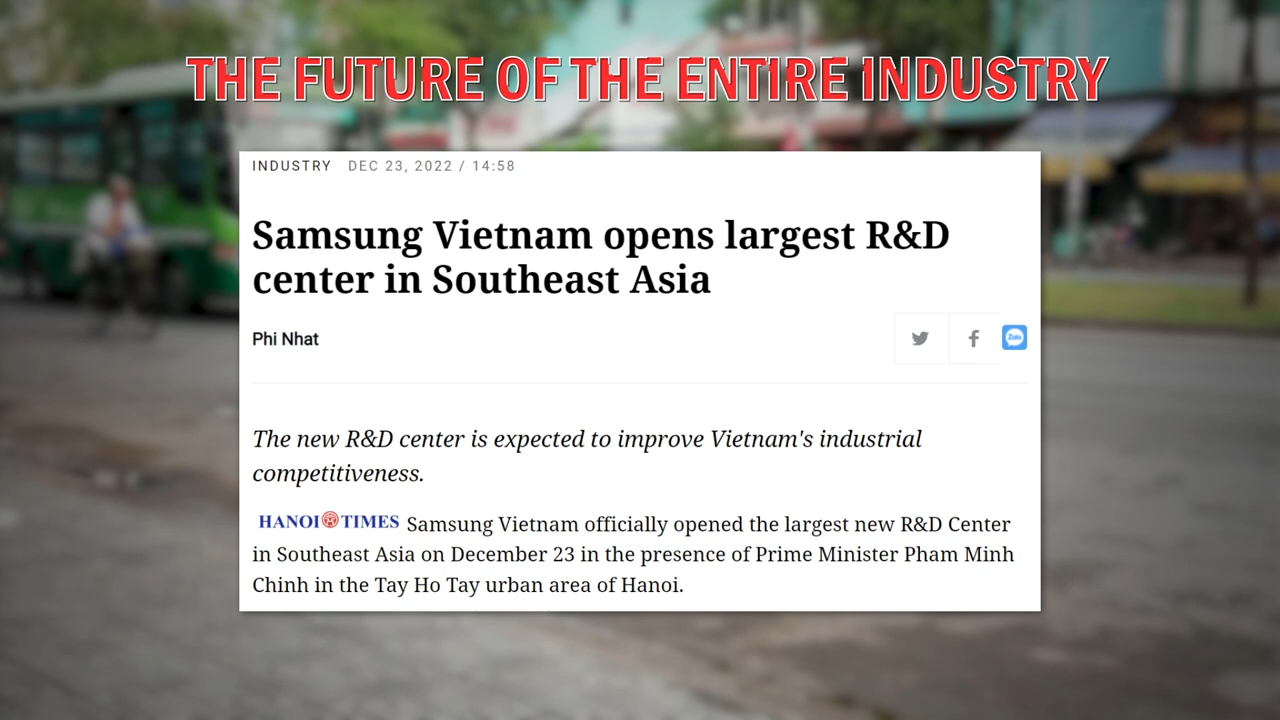 THE FUTURE OF THE ENTIRE INDUSTRY
INDUSTRY DEC 23, 2022 / 14:58
Samsung Vietnam opens largest R&D
center in Southeast Asia
Phi Nhat
Zalo
The new R&D center is expected to improve Vietnam's industrial
competitiveness.
HANOI TIMES Samsung Vietnam officially opened the largest new R&D Center
in Southeast Asia on December 23 in the presence of Prime Minister Pham Minh
Chinh in the Tay Ho Tay urban area of Hanoi.